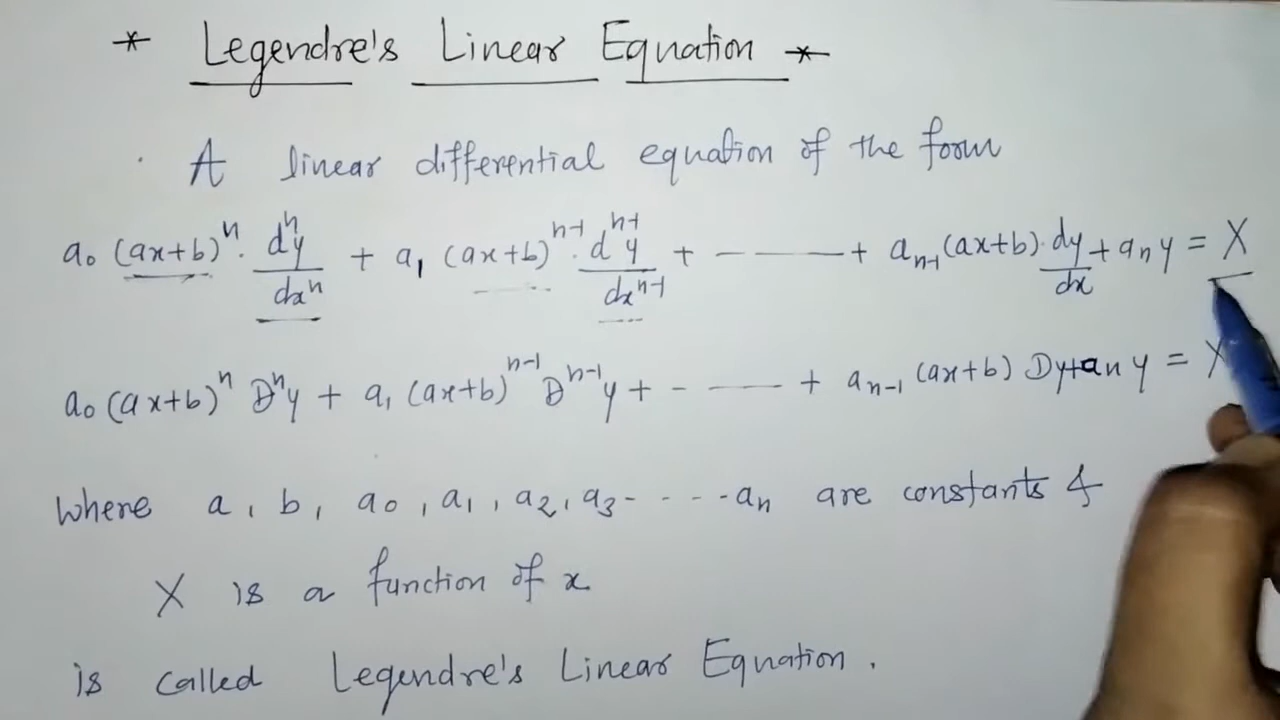 * Legendre's Linear Equation *
A linear differential equation of the form
a₀ (ax+b)ⁿ · dⁿy/dxⁿ + a₁ (ax+b)ⁿ⁻¹ · dⁿ⁻¹y/dxⁿ⁻¹ + ------ + aₙ₋₁ (ax+b) · dy/dx + aₙ y = X
a₀ (ax+b)ⁿ Dⁿy + a₁ (ax+b)ⁿ⁻¹ Dⁿ⁻¹y + ------ + aₙ₋₁ (ax+b) Dy + aₙ y = X
where a, b, a₀, a₁, a₂, a₃- - - - -aₙ are constants &
X is a function of x
is called Legendre's Linear Equation.